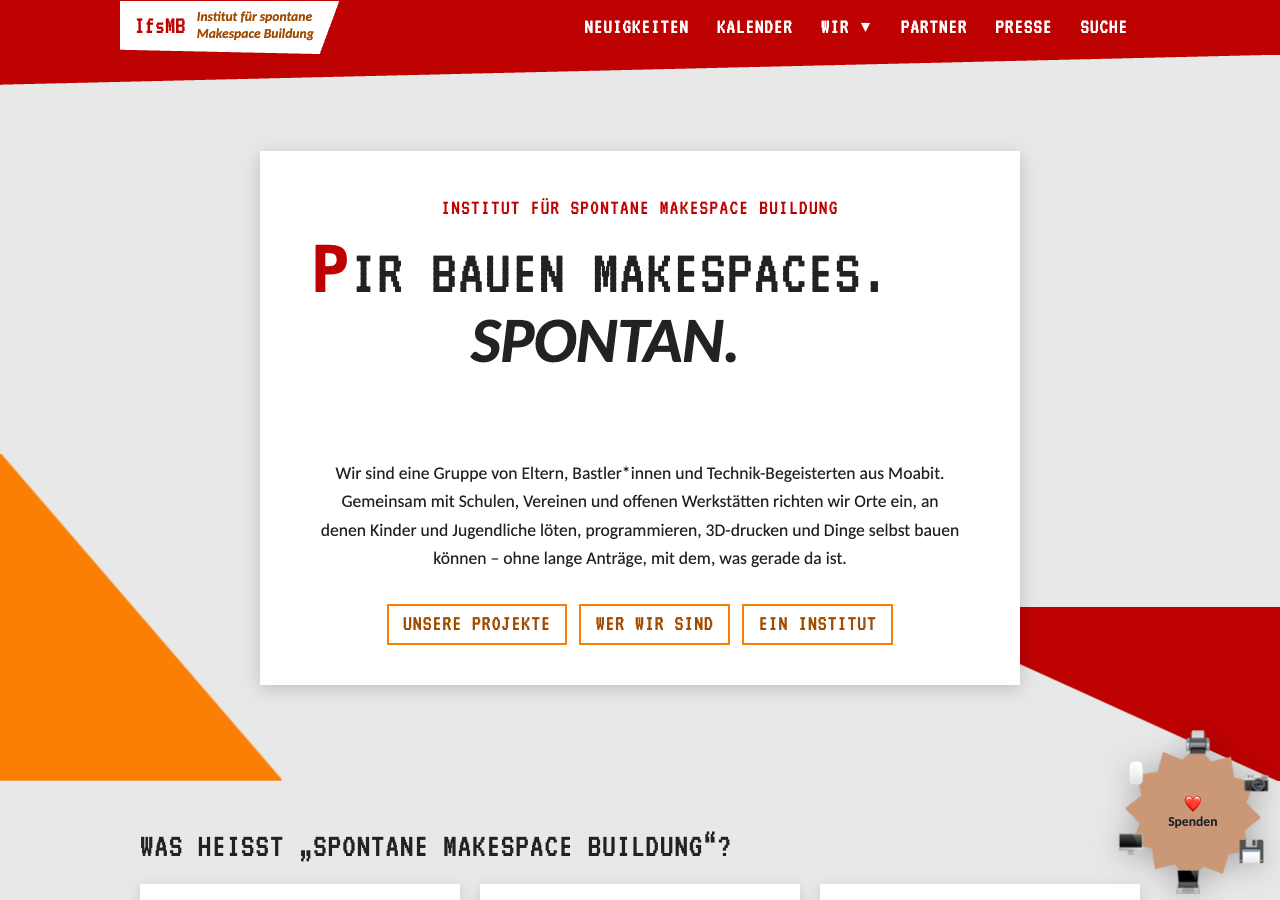 IfsMB
Institut für spontane
Makespace Buildung
NEUIGKEITEN KALENDER WIR ▼ PARTNER PRESSE SUCHE
INSTITUT FÜR SPONTANE MAKESPACE BUILDUNG
PIR BAUEN MAKESPACES.
SPONTAN.
Wir sind eine Gruppe von Eltern, Bastler*innen und Technik-Begeisterten aus Moabit.
Gemeinsam mit Schulen, Vereinen und offenen Werkstätten richten wir Orte ein, an
denen Kinder und Jugendliche löten, programmieren, 3D-drucken und Dinge selbst bauen
können – ohne lange Anträge, mit dem, was gerade da ist.
UNSERE PROJEKTE WER WIR SIND EIN INSTITUT
❤️
Spenden
WAS HEISST „SPONTANE MAKESPACE BUILDUNG“?